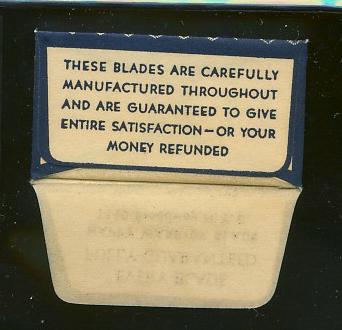 THESE BLADES ARE CAREFULLY
MANUFACTURED THROUGHOUT
AND ARE GUARANTEED TO GIVE
ENTIRE SATISFACTION—OR YOUR
MONEY REFUNDED